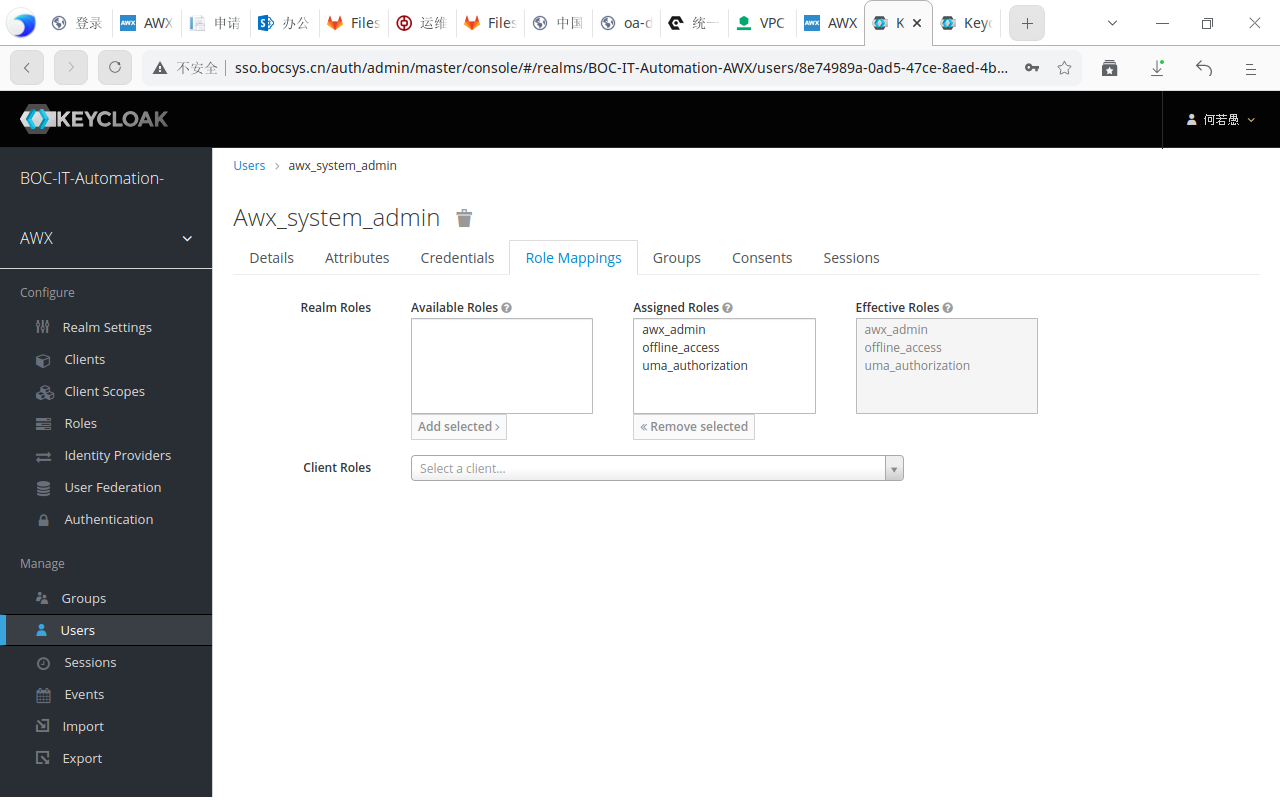 登录
AWX
申请
办公
Files
运维
Files
中国
oa-d
统一
VPC
AWX
K
Keyc
不安全
sso.bocsys.cn/auth/admin/master/console/#/realms/BOC-IT-Automation-AWX/users/8e74989a-0ad5-47ce-8aed-4b...
KEYCLOAK
何若愚
BOC-IT-Automation-
AWX
Configure
Realm Settings
Clients
Client Scopes
Roles
Identity Providers
User Federation
Authentication
Manage
Groups
Users
Sessions
Events
Import
Export
Users > awx_system_admin
Awx_system_admin
Details Attributes Credentials Role Mappings Groups Consents Sessions
Realm Roles
Available Roles
Add selected >
Assigned Roles
awx_admin
offline_access
uma_authorization
« Remove selected
Effective Roles
awx_admin
offline_access
uma_authorization
Client Roles
Select a client...